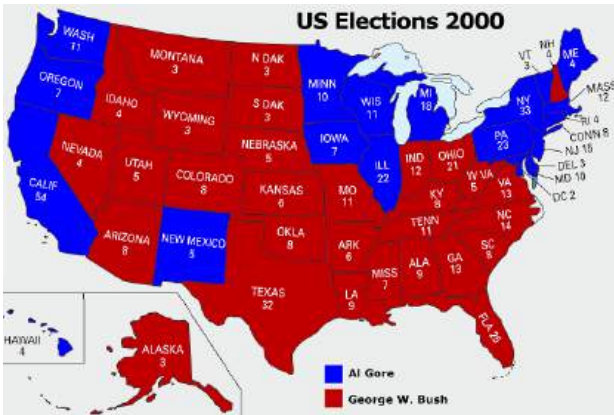 US Elections 2000
WASH
11
OREGON
7
CALIF
54
NEVADA
4
IDAHO
4
MONTANA
3
WYOMING
3
UTAH
5
COLORADO
8
ARIZONA
8
NEW MEXICO
5
N DAK
3
S DAK
3
NEBRASKA
5
KANSAS
6
OKLA
8
TEXAS
32
MINN
10
IOWA
7
MO
11
ARK
6
LA
9
WIS
11
ILL
22
MI
18
IND
12
OHIO
21
KY
8
TENN
11
MISS
7
ALA
9
GA
13
FLA 25
SC
8
NC
14
VA
13
W VA
5
PA
23
NY
33
VT
3
NH
4
ME
4
MASS
12
RI 4
CONN 8
NJ 15
DEL 3
MD 10
DC 2
HAWAII
4
ALASKA
3
Al Gore
George W. Bush